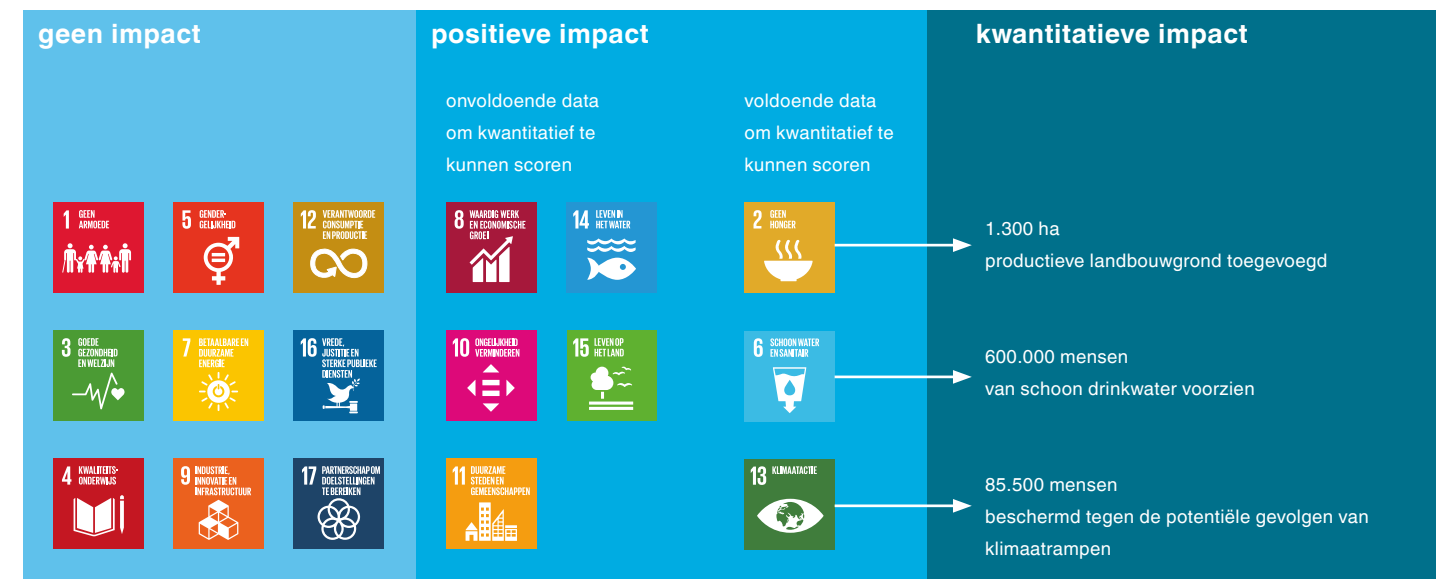 geen impact
positieve impact
kwantitatieve impact
onvoldoende data
om kwantitatief te
kunnen scoren
voldoende data
om kwantitatief te
kunnen scoren
1 GEEN
ARMOEDE
5 GENDER-
GELIJKHEID
12 VERANTWOORDE
CONSUMPTIE
EN PRODUCTIE
8 WAARDIG WERK
EN ECONOMISCHE
GROEI
14 LEVEN IN
HET WATER
2 GEEN
HONGER
1.300 ha
productieve landbouwgrond toegevoegd
3 GOEDE
GEZONDHEID
EN WELZIJN
7 BETAALBARE EN
DUURZAME
ENERGIE
16 VREDE,
JUSTITIE EN
STERKE PUBLIEKE
DIENSTEN
10 ONGELIJKHEID
VERMINDEREN
15 LEVEN OP
HET LAND
6 SCHOON WATER
EN SANITAIR
600.000 mensen
van schoon drinkwater voorzien
4 KWALITEITS-
ONDERWIJS
9 INDUSTRIE,
INNOVATIE EN
INFRASTRUCTUUR
17 PARTNERSCHAP OM
DOELSTELLINGEN
TE BEREIKEN
11 DUURZAME
STEDEN EN
GEMEENSCHAPPEN
13 KLIMAATACTIE
85.500 mensen
beschermd tegen de potentiële gevolgen van
klimaatrampen